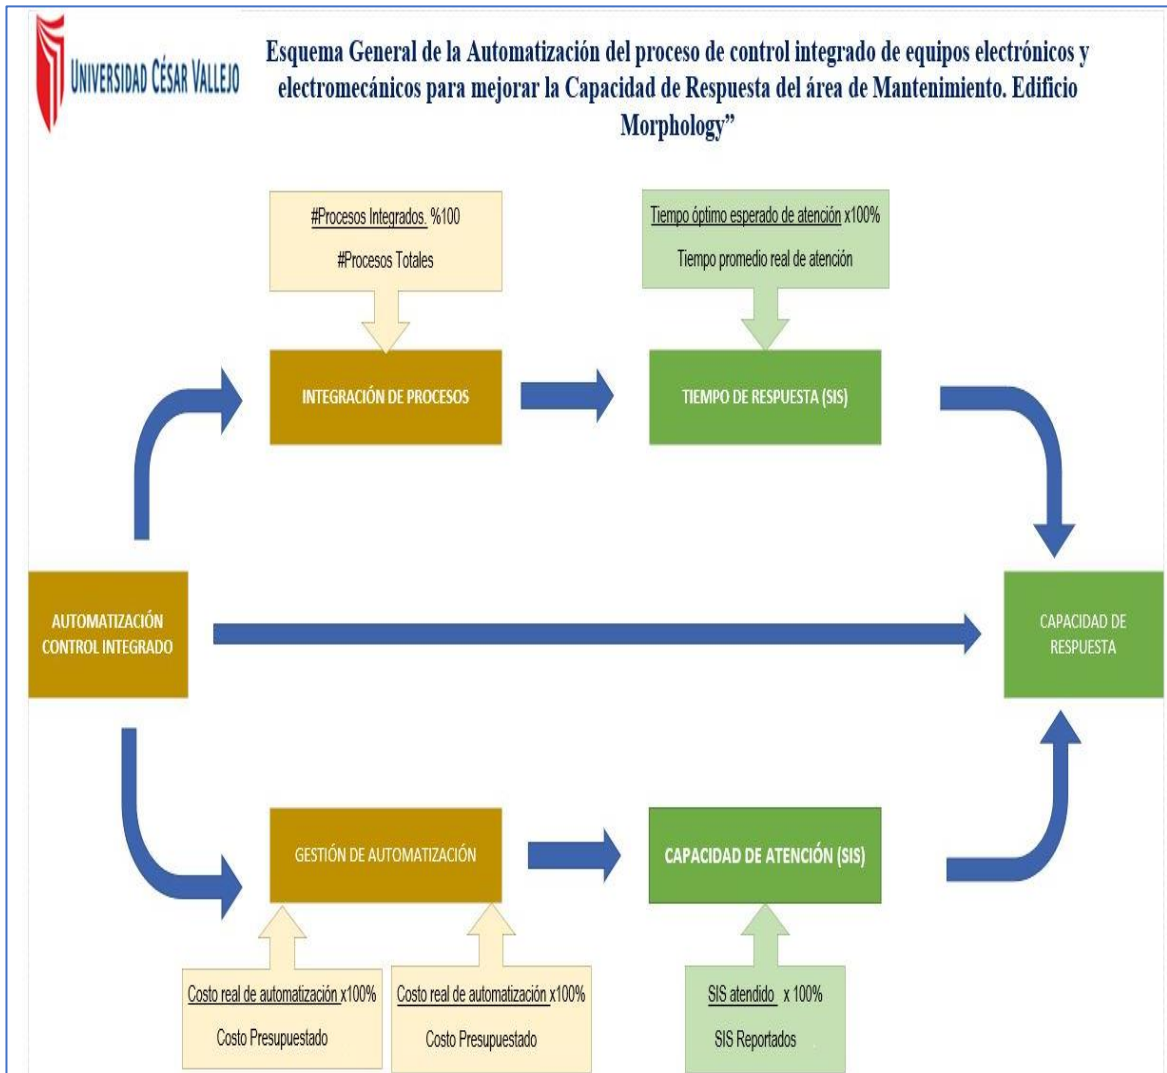 UNIVERSIDAD CÉSAR VALLEJO
Esquema General de la Automatización del proceso de control integrado de equipos electrónicos y
electromecánicos para mejorar la Capacidad de Respuesta del área de Mantenimiento. Edificio
Morphology”
#Procesos Integrados. %100
#Procesos Totales
Tiempo óptimo esperado de atención x100%
Tiempo promedio real de atención
INTEGRACIÓN DE PROCESOS
TIEMPO DE RESPUESTA (SIS)
AUTOMATIZACIÓN
CONTROL INTEGRADO
CAPACIDAD DE
RESPUESTA
GESTIÓN DE AUTOMATIZACIÓN
CAPACIDAD DE ATENCIÓN (SIS)
Costo real de automatización x100%
Costo Presupuestado
Costo real de automatización x100%
Costo Presupuestado
SIS atendido x 100%
SIS Reportados